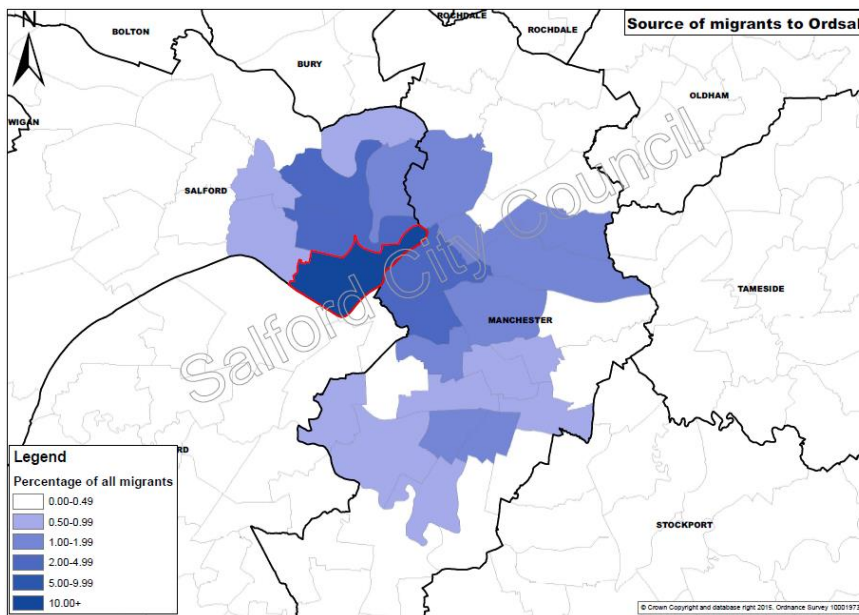 Source of migrants to Ordsal
N
BOLTON
ROCHDALE
ROCHDALE
BURY
OLDHAM
WIGAN
SALFORD
TAMESIDE
MANCHESTER
Salford City Council
STOCKPORT
Legend
Percentage of all migrants
0.00-0.49
0.50-0.99
1.00-1.99
2.00-4.99
5.00-9.99
10.00+
© Crown Copyright and database right 2015. Ordnance Survey